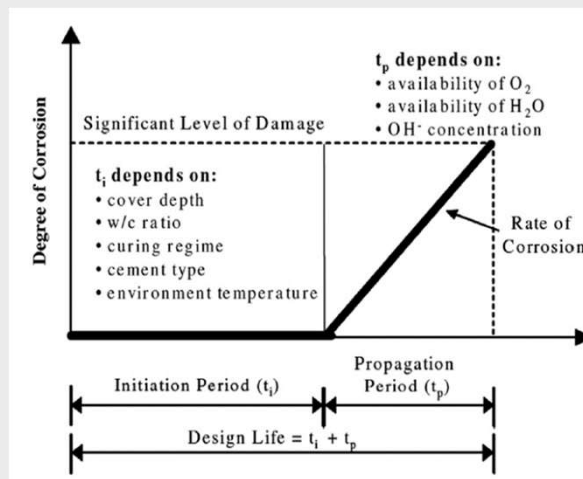 Degree of Corrosion
t_p depends on:
• availability of O₂
• availability of H₂O
• OH⁻ concentration
Significant Level of Damage
t_i depends on:
• cover depth
• w/c ratio
• curing regime
• cement type
• environment temperature
Rate of
Corrosion
Initiation Period (t_i)
Propagation
Period (t_p)
Design Life = t_i + t_p